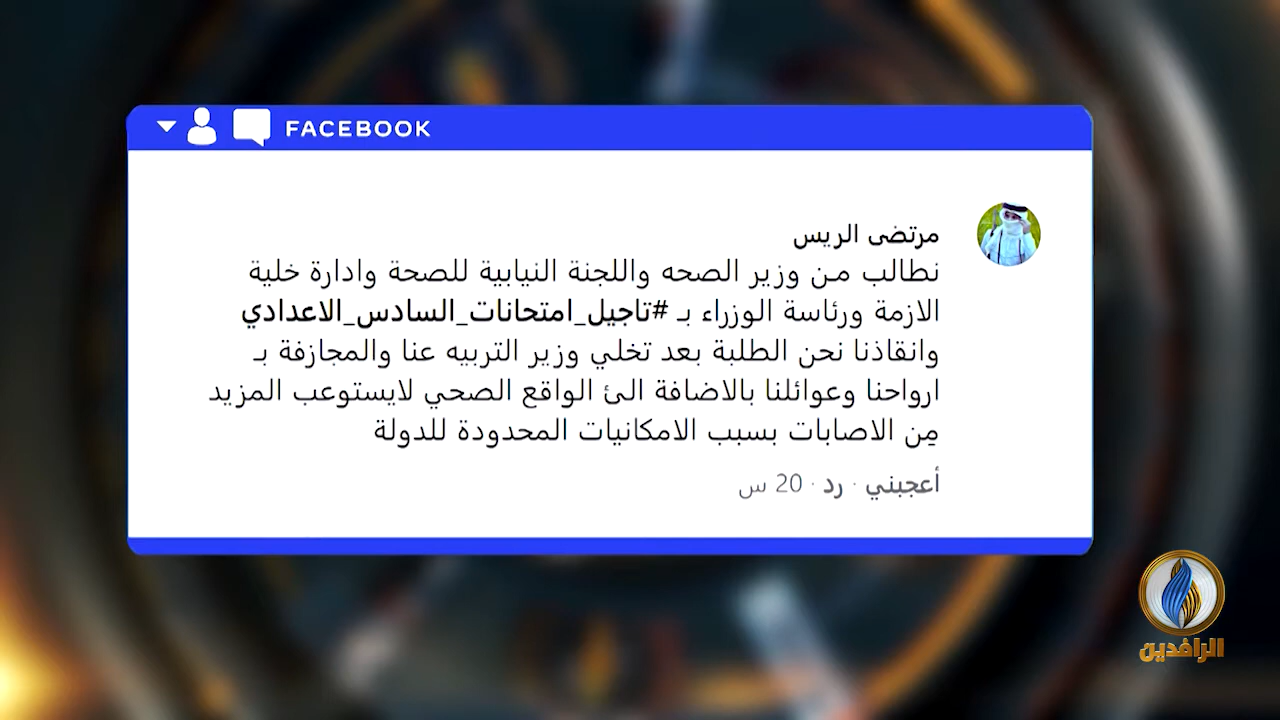 FACEBOOK
مرتضى الريس
نطالب من وزير الصحه واللجنة النيابية للصحة وادارة خلية
الازمة ورئاسة الوزراء بـ #تاجيل_امتحانات_السادس_الاعدادي
وانقاذنا نحن الطلبة بعد تخلي وزير التربيه عنا والمجازفة بـ
ارواحنا وعوائلنا بالاضافة الئ الواقع الصحي لايستوعب المزيد
مِن الاصابات بسبب الامكانيات المحدودة للدولة
أعجبني · رد · 20 س
الرافدين